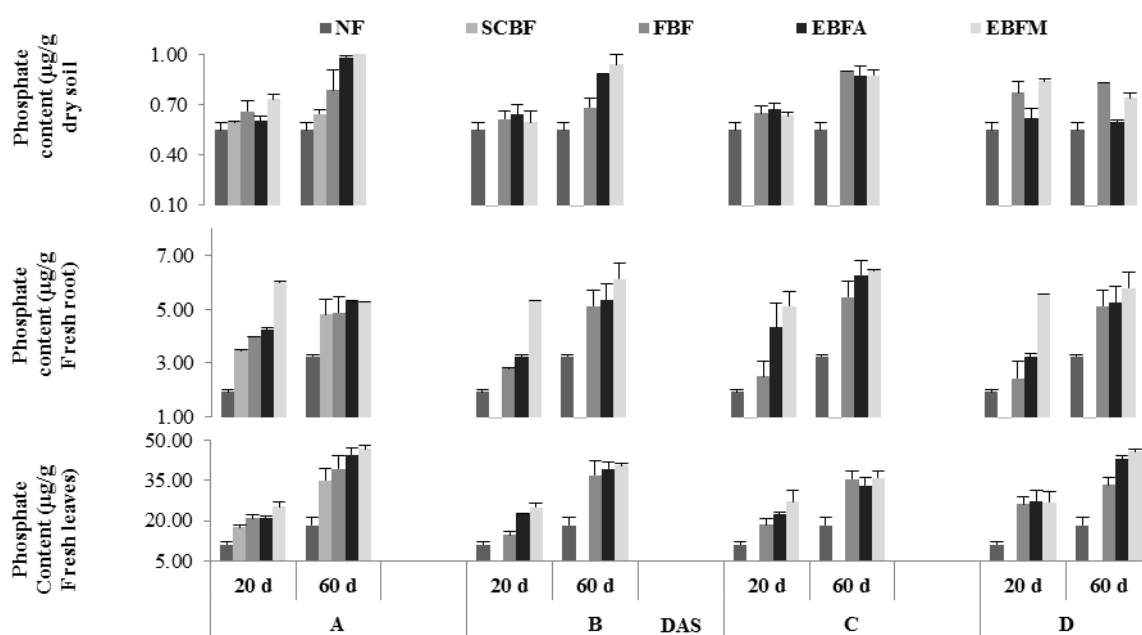 NF SCBF FBF EBFA EBFM
Phosphate
content (µg/g
dry soil
1.00
0.70
0.40
0.10
Phosphate
content (µg/g
Fresh root)
7.00
5.00
3.00
1.00
Phosphate
Content (µg/g
Fresh leaves)
50.00
35.00
20.00
5.00
20 d 60 d 20 d 60 d 20 d 60 d 20 d 60 d
A B DAS C D